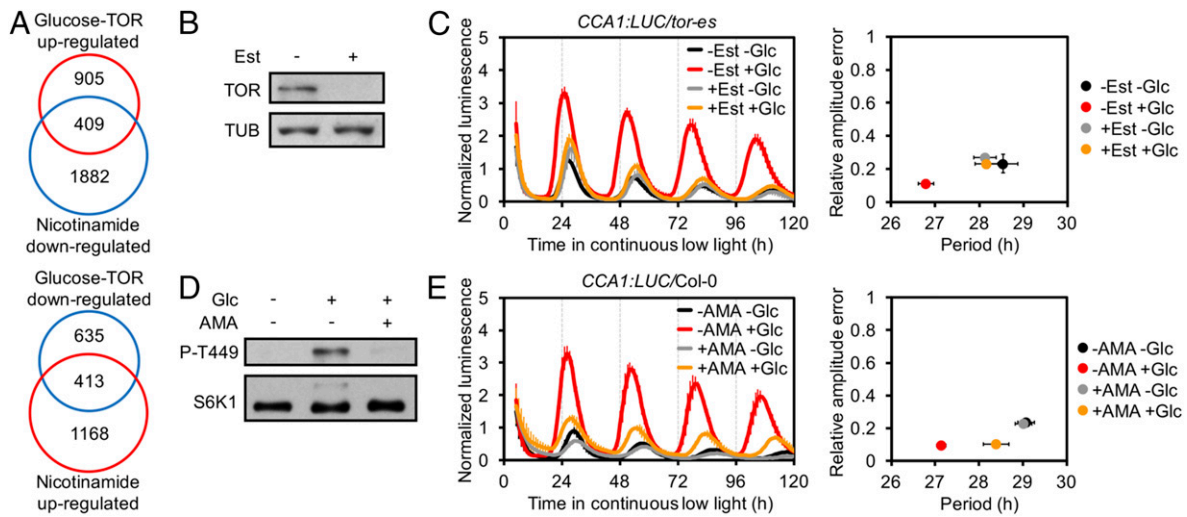 A
Glucose-TOR
up-regulated
905
409
1882
Nicotinamide
down-regulated
Glucose-TOR
down-regulated
635
413
1168
Nicotinamide
up-regulated
B
Est - +
TOR
TUB
C
CCA1:LUC/tor-es
Normalized luminescence
5
4
3
2
1
0
0 24 48 72 96 120
Time in continuous low light (h)
-Est -Glc
-Est +Glc
+Est -Glc
+Est +Glc
Relative amplitude error
1
0.8
0.6
0.4
0.2
0
26 27 28 29 30
Period (h)
-Est -Glc
-Est +Glc
+Est -Glc
+Est +Glc
D
Glc - + +
AMA - - +
P-T449
S6K1
E
CCA1:LUC/Col-0
Normalized luminescence
5
4
3
2
1
0
0 24 48 72 96 120
Time in continuous low light (h)
-AMA -Glc
-AMA +Glc
+AMA -Glc
+AMA +Glc
Relative amplitude error
1
0.8
0.6
0.4
0.2
0
26 27 28 29 30
Period (h)
-AMA -Glc
-AMA +Glc
+AMA -Glc
+AMA +Glc